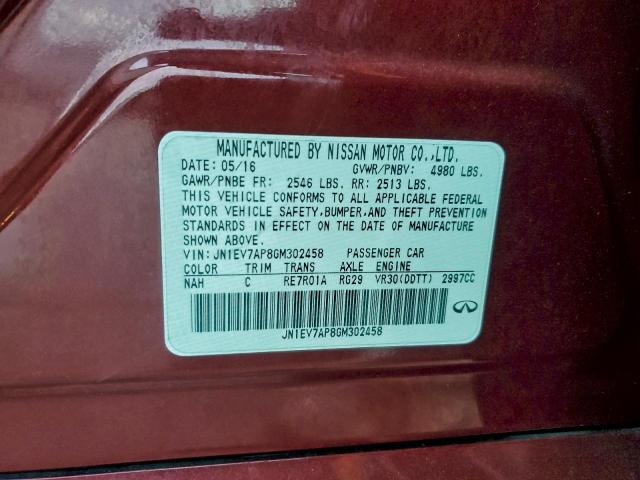 MANUFACTURED BY NISSAN MOTOR CO.,LTD.
DATE: 05/16 GVWR/PNBV: 4980 LBS.
GAWR/PNBE FR: 2546 LBS. RR: 2513 LBS.
THIS VEHICLE CONFORMS TO ALL APPLICABLE FEDERAL
MOTOR VEHICLE SAFETY,BUMPER,AND THEFT PREVENTION
STANDARDS IN EFFECT ON THE DATE OF MANUFACTURE
SHOWN ABOVE.
VIN: JN1EV7AP8GM302458 PASSENGER CAR
COLOR TRIM TRANS AXLE ENGINE
NAH C RE7R01A RG29 VR30(DDTT) 2997CC
JN1EV7AP8GM302458